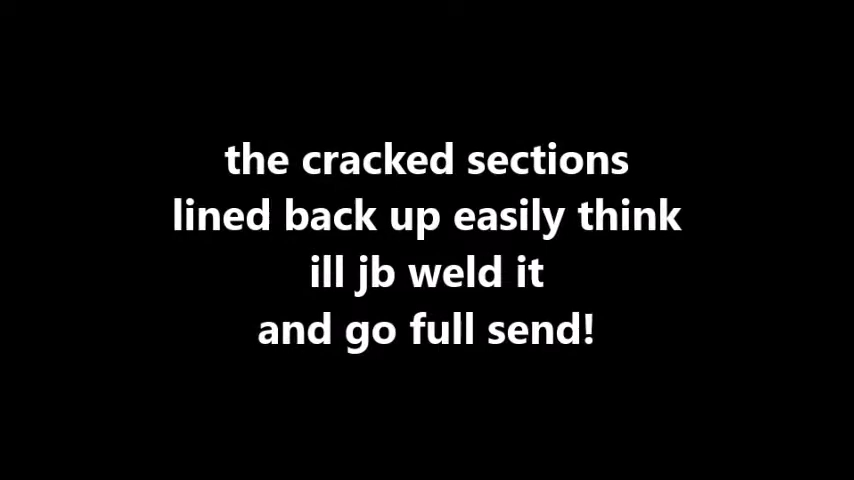 the cracked sections
lined back up easily think
ill jb weld it
and go full send!